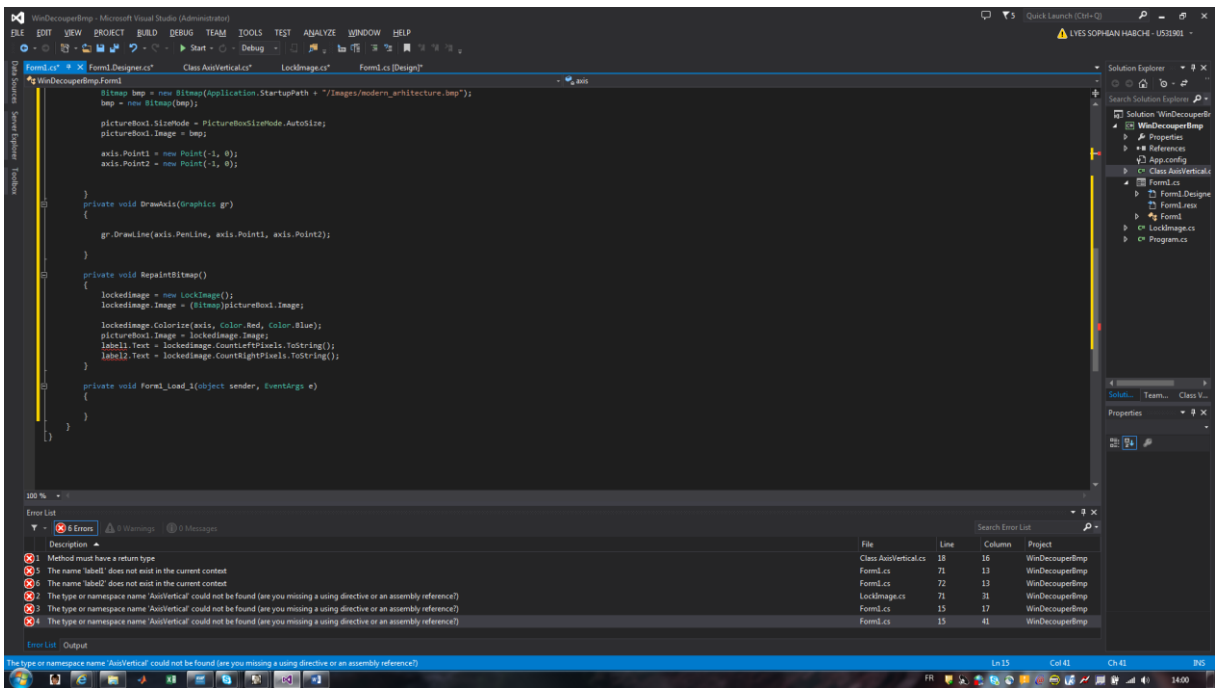 WinDecouperBmp - Microsoft Visual Studio (Administrator)
5 Quick Launch (Ctrl+Q)
FILE EDIT VIEW PROJECT BUILD DEBUG TEAM TOOLS TEST ANALYZE WINDOW HELP
LYES SOPHIAN HABCHI - U531901
Start Debug
Form1.cs* Form1.Designer.cs* Class AxisVertical.cs* LockImage.cs* Form1.cs [Design]*
WinDecouperBmp.Form1 axis
Data Sources
Server Explorer
Toolbox
Bitmap bmp = new Bitmap(Application.StartupPath + "/Images/modern_arhitecture.bmp");
bmp = new Bitmap(bmp);
pictureBox1.SizeMode = PictureBoxSizeMode.AutoSize;
pictureBox1.Image = bmp;
axis.Point1 = new Point(-1, 0);
axis.Point2 = new Point(-1, 0);
}
private void DrawAxis(Graphics gr)
{
gr.DrawLine(axis.PenLine, axis.Point1, axis.Point2);
}
private void RepaintBitmap()
{
lockedimage = new LockImage();
lockedimage.Image = (Bitmap)pictureBox1.Image;
lockedimage.Colorize(axis, Color.Red, Color.Blue);
pictureBox1.Image = lockedimage.Image;
label1.Text = lockedimage.CountLeftPixels.ToString();
label2.Text = lockedimage.CountRightPixels.ToString();
}
private void Form1_Load_1(object sender, EventArgs e)
{
}
}
}
100 %
Solution Explorer
Search Solution Explorer
Solution 'WinDecouperBr
WinDecouperBmp
Properties
References
App.config
Class AxisVertical.c
Form1.cs
Form1.Designe
Form1.resx
Form1
LockImage.cs
Program.cs
Soluti... Team... Class V...
Properties
Error List
6 Errors 0 Warnings 0 Messages Search Error List
Description File Line Column Project
1 Method must have a return type Class AxisVertical.cs 18 16 WinDecouperBmp
5 The name 'label1' does not exist in the current context Form1.cs 71 13 WinDecouperBmp
6 The name 'label2' does not exist in the current context Form1.cs 72 13 WinDecouperBmp
2 The type or namespace name 'AxisVertical' could not be found (are you missing a using directive or an assembly reference?) LockImage.cs 71 31 WinDecouperBmp
3 The type or namespace name 'AxisVertical' could not be found (are you missing a using directive or an assembly reference?) Form1.cs 15 17 WinDecouperBmp
4 The type or namespace name 'AxisVertical' could not be found (are you missing a using directive or an assembly reference?) Form1.cs 15 41 WinDecouperBmp
Error List Output
The type or namespace name 'AxisVertical' could not be found (are you missing a using directive or an assembly reference?) Ln 15 Col 41 Ch 41 INS
FR 14:00